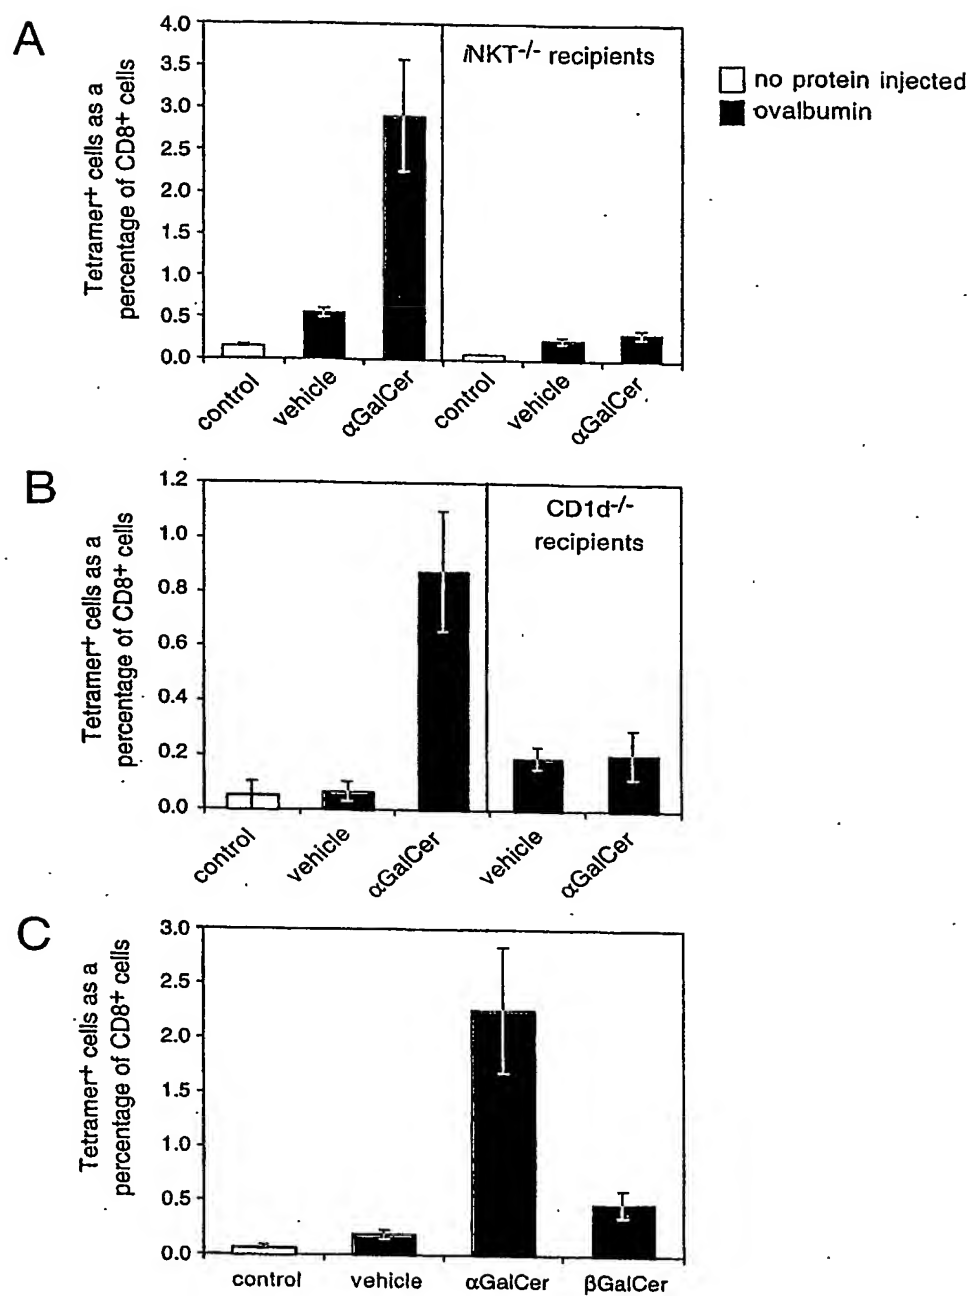 A
4.0
3.5
3.0
2.5
2.0
1.5
1.0
0.5
0.0
Tetramer+ cells as a
percentage of CD8+ cells
iNKT-/- recipients
no protein injected
ovalbumin
control
vehicle
αGalCer
control
vehicle
αGalCer
B
1.2
1.0
0.8
0.6
0.4
0.2
0.0
Tetramer+ cells as a
percentage of CD8+ cells
CD1d-/-
recipients
control
vehicle
αGalCer
vehicle
αGalCer
C
3.0
2.5
2.0
1.5
1.0
0.5
0.0
Tetramer+ cells as a
percentage of CD8+ cells
control
vehicle
αGalCer
βGalCer